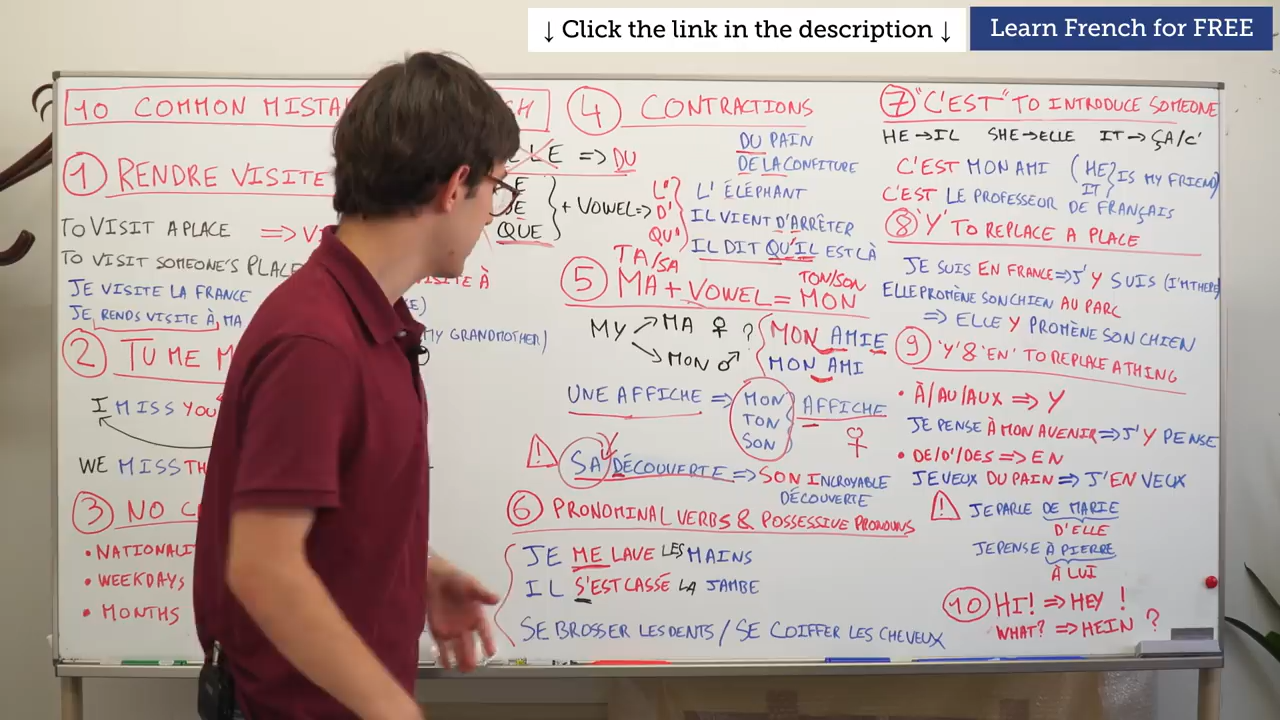 ↓ Click the link in the description ↓
Learn French for FREE
10 COMMON
1 RENDRE VISITE
TO VISIT A PLACE ⇒
TO VISIT SOMEONE'S PLACE
VISITE À
JE VISITE LA FRANCE
JE RENDS VISITE À MA
MY GRANDMOTHER)
2 TU ME
I MISS YOU
WE MISS
3 NO
• NATIONALI
• WEEKDAYS
• MONTHS
4 CONTRACTIONS
LE ⇒ DU
DU PAIN
DE LA CONFITURE
QUE
+ VOWEL ⇒
L'
D'
QU'
L'ÉLÉPHANT
IL VIENT D'ARRÊTER
IL DIT QU'IL EST LÀ
TA/SA
TON/SON
5 MA + VOWEL = MON
MY → MA ♀ ?
→ MON ♂
MON AMIE
MON AMI
UNE AFFICHE ⇒
MON
TON
SON
AFFICHE
♀
⚠ SA DÉCOUVERTE ⇒ SON INCROYABLE
DÉCOUVERTE
6 PRONOMINAL VERBS & POSSESSIVE PRONOUNS
JE ME LAVE LES MAINS
IL S'EST CASSÉ LA JAMBE
SE BROSSER LES DENTS / SE COIFFER LES CHEVEUX
7 "C'EST" TO INTRODUCE SOMEONE
HE → IL SHE → ELLE IT → ÇA/C'
C'EST MON AMI (HE IS MY FRIEND)
IT
C'EST LE PROFESSEUR DE FRANÇAIS
8 'Y' TO REPLACE A PLACE
JE SUIS EN FRANCE ⇒ J'Y SUIS (I'M THERE)
ELLE PROMÈNE SON CHIEN AU PARC
⇒ ELLE Y PROMÈNE SON CHIEN
9 'Y' & 'EN' TO REPLACE A THING
• À/AU/AUX ⇒ Y
JE PENSE À MON AVENIR ⇒ J'Y PENSE
• DE/D'/DES ⇒ EN
JE VEUX DU PAIN ⇒ J'EN VEUX
⚠ JE PARLE DE MARIE
D'ELLE
JE PENSE À PIERRE
À LUI
10 HI! ⇒ HEY !
WHAT? ⇒ HEIN ?